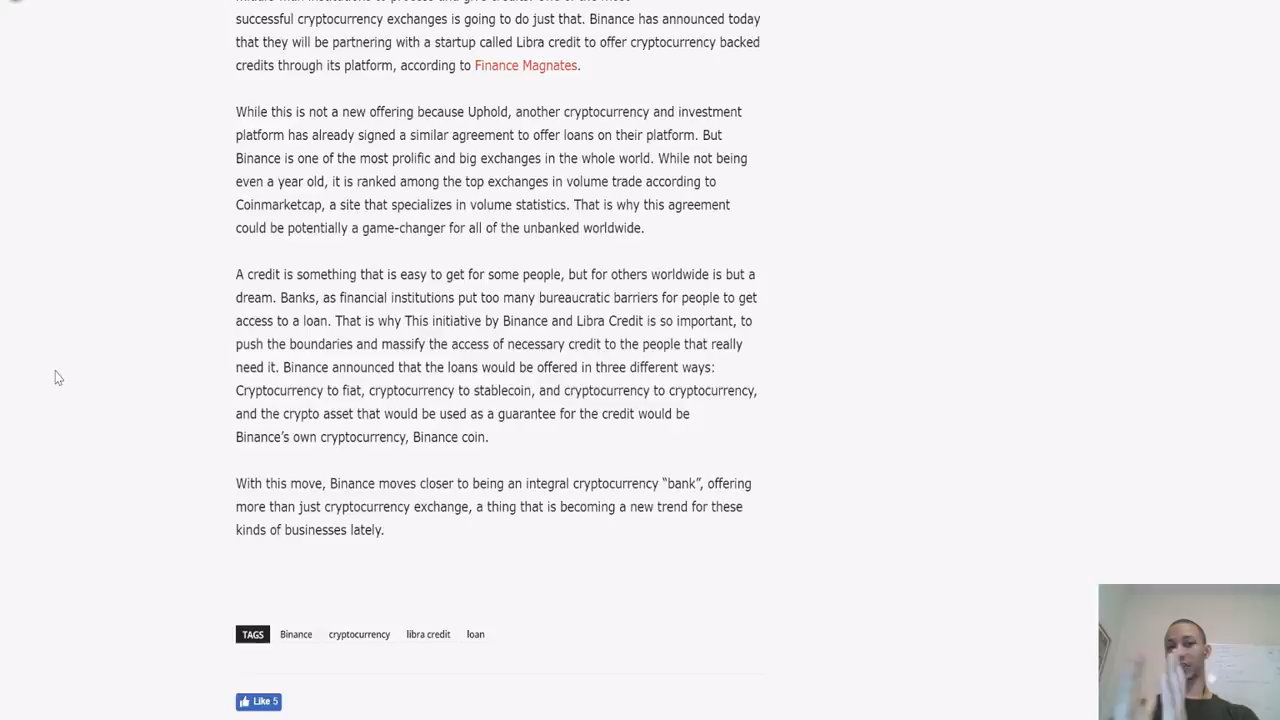 successful cryptocurrency exchanges is going to do just that. Binance has announced today
that they will be partnering with a startup called Libra credit to offer cryptocurrency backed
credits through its platform, according to Finance Magnates.
While this is not a new offering because Uphold, another cryptocurrency and investment
platform has already signed a similar agreement to offer loans on their platform. But
Binance is one of the most prolific and big exchanges in the whole world. While not being
even a year old, it is ranked among the top exchanges in volume trade according to
Coinmarketcap, a site that specializes in volume statistics. That is why this agreement
could be potentially a game-changer for all of the unbanked worldwide.
A credit is something that is easy to get for some people, but for others worldwide is but a
dream. Banks, as financial institutions put too many bureaucratic barriers for people to get
access to a loan. That is why This initiative by Binance and Libra Credit is so important, to
push the boundaries and massify the access of necessary credit to the people that really
need it. Binance announced that the loans would be offered in three different ways:
Cryptocurrency to fiat, cryptocurrency to stablecoin, and cryptocurrency to cryptocurrency,
and the crypto asset that would be used as a guarantee for the credit would be
Binance’s own cryptocurrency, Binance coin.
With this move, Binance moves closer to being an integral cryptocurrency “bank”, offering
more than just cryptocurrency exchange, a thing that is becoming a new trend for these
kinds of businesses lately.
TAGS Binance cryptocurrency libra credit loan
Like 5